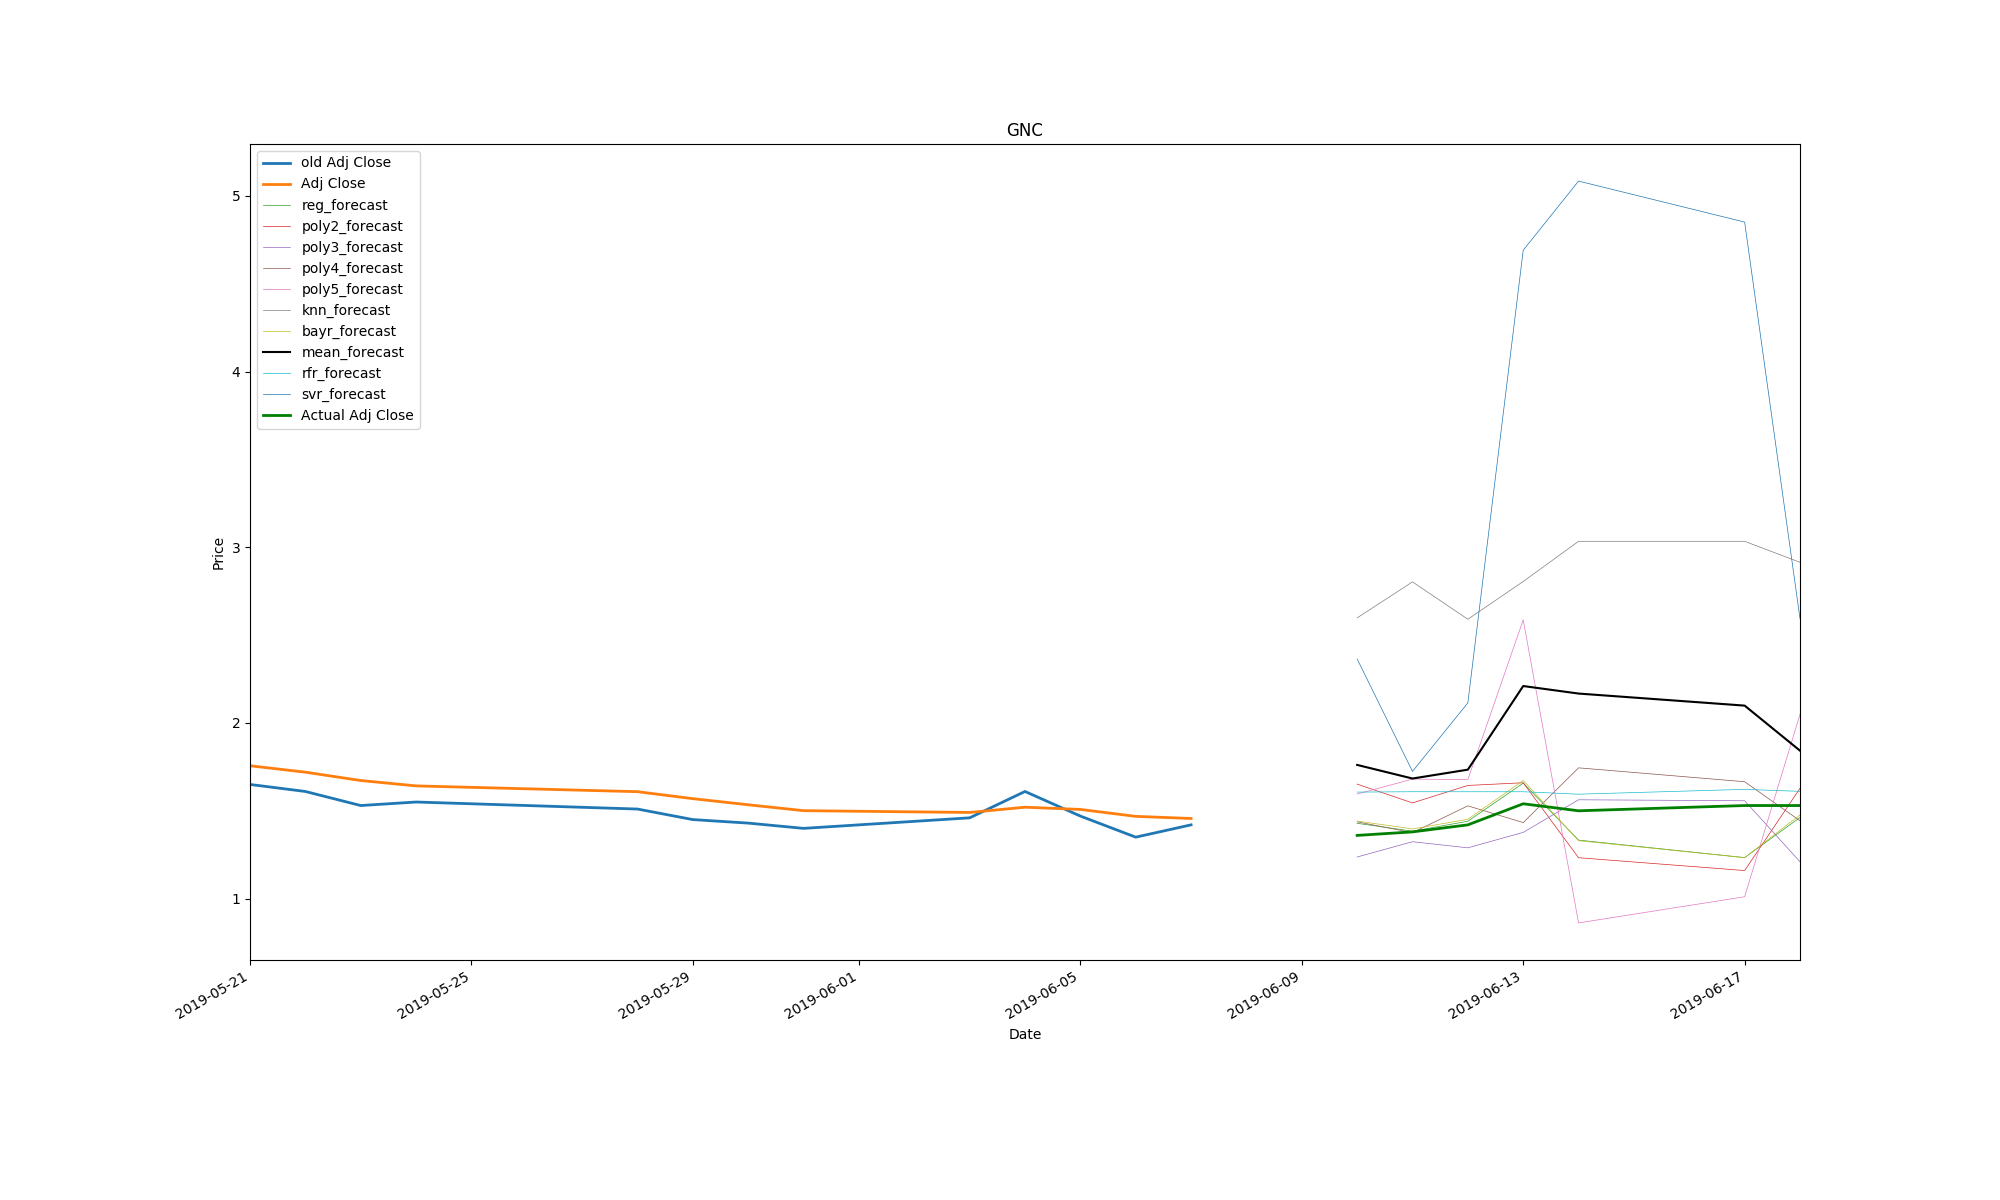 GNC
old Adj Close
Adj Close
reg_forecast
poly2_forecast
poly3_forecast
poly4_forecast
poly5_forecast
knn_forecast
bayr_forecast
mean_forecast
rfr_forecast
svr_forecast
Actual Adj Close
5
4
3
2
1
Price
2019-05-21
2019-05-25
2019-05-29
2019-06-01
2019-06-05
2019-06-09
2019-06-13
2019-06-17
Date